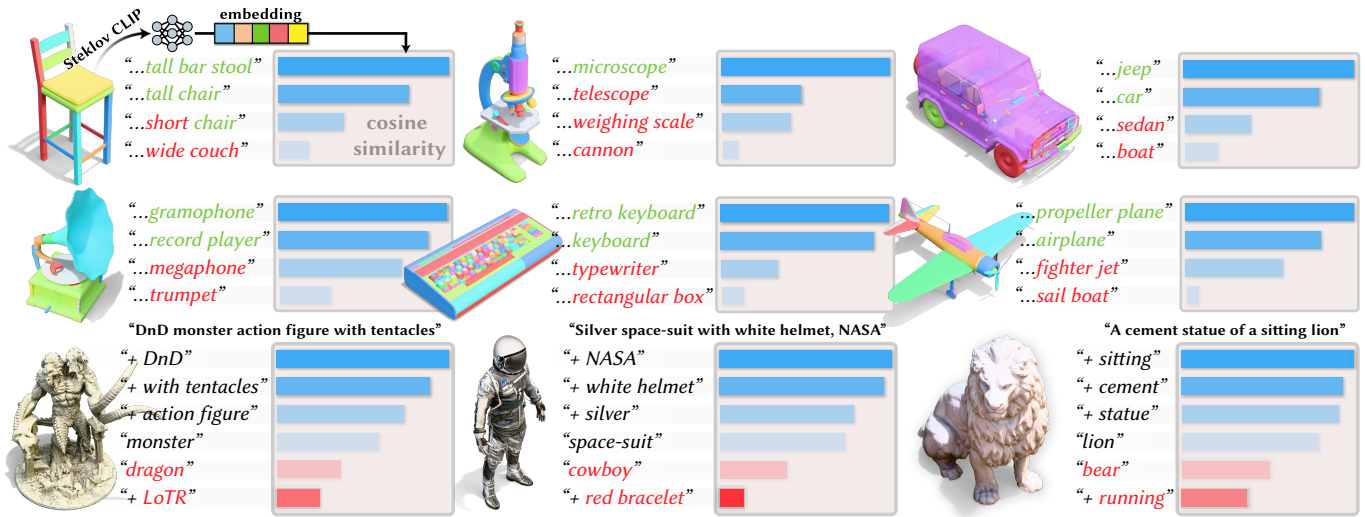 Steklov CLIP
embedding
"...tall bar stool"
"...tall chair"
"...short chair"
"...wide couch"
cosine
similarity
"...microscope"
"...telescope"
"...weighing scale"
"...cannon"
"...jeep"
"...car"
"...sedan"
"...boat"
"...gramophone"
"...record player"
"...megaphone"
"...trumpet"
"...retro keyboard"
"...keyboard"
"...typewriter"
"...rectangular box"
"...propeller plane"
"...airplane"
"...fighter jet"
"...sail boat"
"DnD monster action figure with tentacles"
"+ DnD"
"+ with tentacles"
"+ action figure"
"monster"
"dragon"
"+ LoTR"
"Silver space-suit with white helmet, NASA"
"+ NASA"
"+ white helmet"
"+ silver"
"space-suit"
"cowboy"
"+ red bracelet"
"A cement statue of a sitting lion"
"+ sitting"
"+ cement"
"+ statue"
"lion"
"bear"
"+ running"